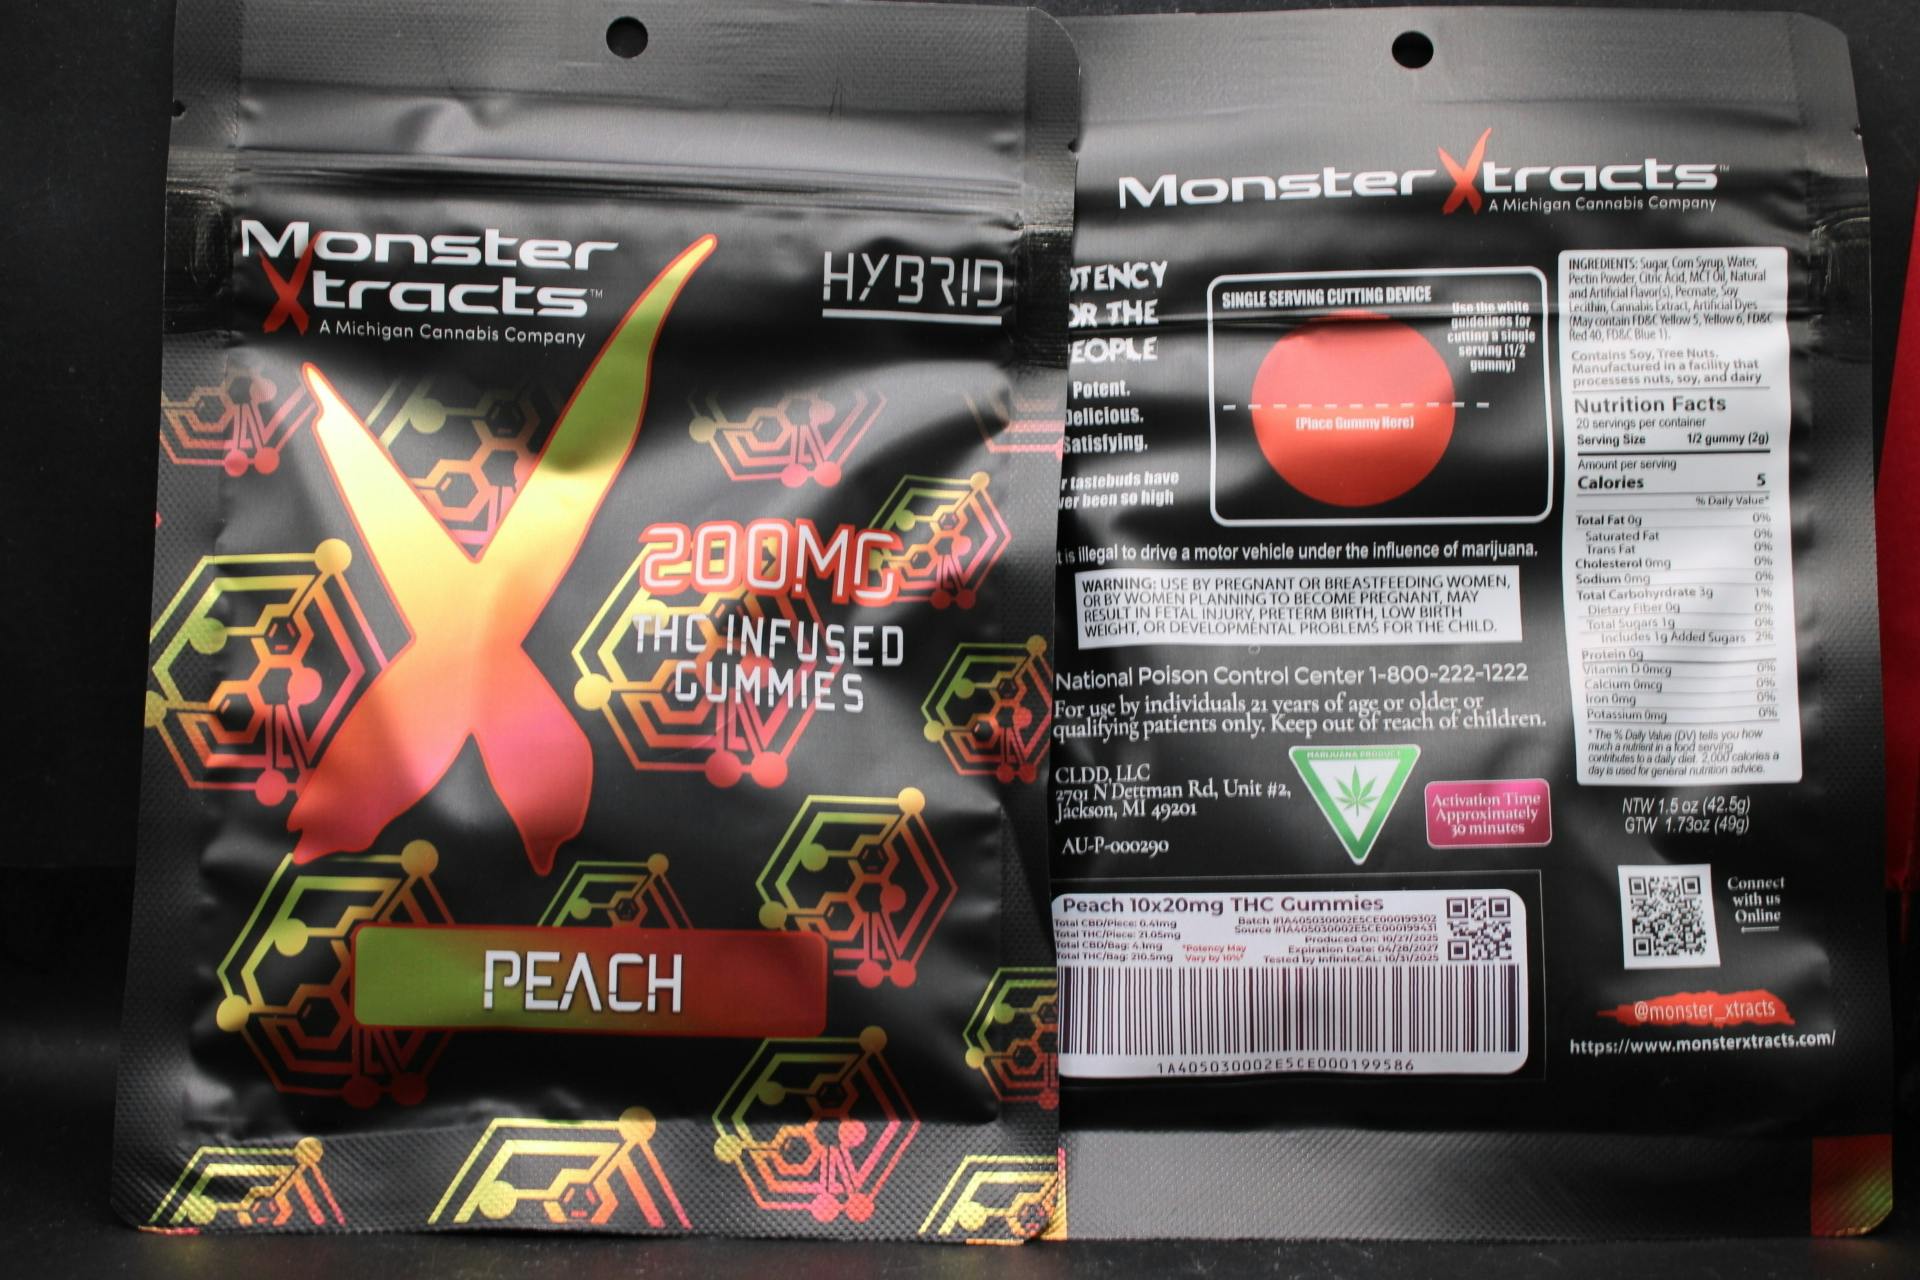 Monster
Xtracts™
A Michigan Cannabis Company
HYBRID
200MG
THC INFUSED
GUMMIES
PEACH
MonsterXtracts™
A Michigan Cannabis Company
OR THE
Potent.
tastebuds have
been so high
SINGLE SERVING CUTTING DEVICE
Use the white
guidelines for
cutting a single
serving (1/2
gummy)
(Place Gummy Here)
is illegal to drive a motor vehicle under the influence of marijuana.
WARNING: USE BY PREGNANT OR BREASTFEEDING WOMEN,
OR BY WOMEN PLANNING TO BECOME PREGNANT, MAY
RESULT IN FETAL INJURY, PRETERM BIRTH, LOW BIRTH
WEIGHT, OR DEVELOPMENTAL PROBLEMS FOR THE CHILD.
National Poison Control Center 1-800-222-1222
For use by individuals 21 years of age or older or
qualifying patients only. Keep out of reach of children.
CLDD, LLC
2701 N Dettman Rd, Unit #2,
Jackson, MI 49201
AU-P-000290
MARIJUANA PRODUCT
Activation Time
Approximately
30 minutes
Peach 10x20mg THC Gummies
Total CBD/Piece: 0.41mg
Total THC/Piece: 21.05mg
Total CBD/Bag: 4.1mg
Total THC/Bag: 210.5mg
*Potency May
Vary by 10%*
Batch #1A405030002E5CE000199302
Source #1A405030002E5CE000199431
Produced On: 10/27/2025
Expiration Date: 04/28/2027
Tested by InfiniteCAL: 10/31/2025
1A405030002E5CE000199586
INGREDIENTS: Sugar, Corn Syrup, Water,
Pectin Powder, Citric Acid, MCT Oil, Natural
and Artificial Flavor(s), Pecmate, Soy
Lecithin, Cannabis Extract, Artificial Dyes
(May contain FD&C Yellow 5, Yellow 6, FD&C
Red 40, FD&C Blue 1).
Contains Soy, Tree Nuts.
Manufactured in a facility that
processess nuts, soy, and dairy
Nutrition Facts
20 servings per container
Serving Size 1/2 gummy (2g)
Amount per serving
Calories 5
% Daily Value*
Total Fat 0g 0%
Saturated Fat 0%
Trans Fat 0%
Cholesterol 0mg 0%
Sodium 0mg 0%
Total Carbohydrate 3g 1%
Dietary Fiber 0g 0%
Total Sugars 1g 0%
Includes 1g Added Sugars 2%
Protein 0g
Vitamin D 0mcg 0%
Calcium 0mcg 0%
Iron 0mg 0%
Potassium 0mg 0%
* The % Daily Value (DV) tells you how
much a nutrient in a food serving
contributes to a daily diet. 2,000 calories a
day is used for general nutrition advice.
NTW 1.5 oz (42.5g)
GTW 1.73oz (49g)
Connect
with us
Online
@monster_xtracts
https://www.monsterxtracts.com/